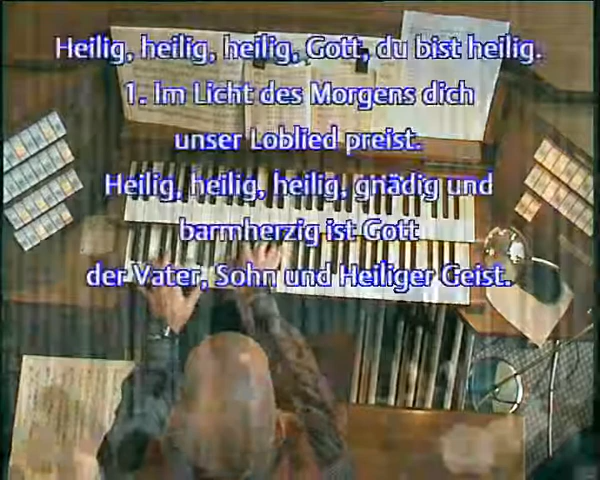 Heilig, heilig, heilig, Gott, du bist heilig.
1. Im Licht des Morgens dich
unser Loblied preist.
Heilig, heilig, heilig, gnädig und
barmherzig ist Gott
der Vater, Sohn und Heiliger Geist.